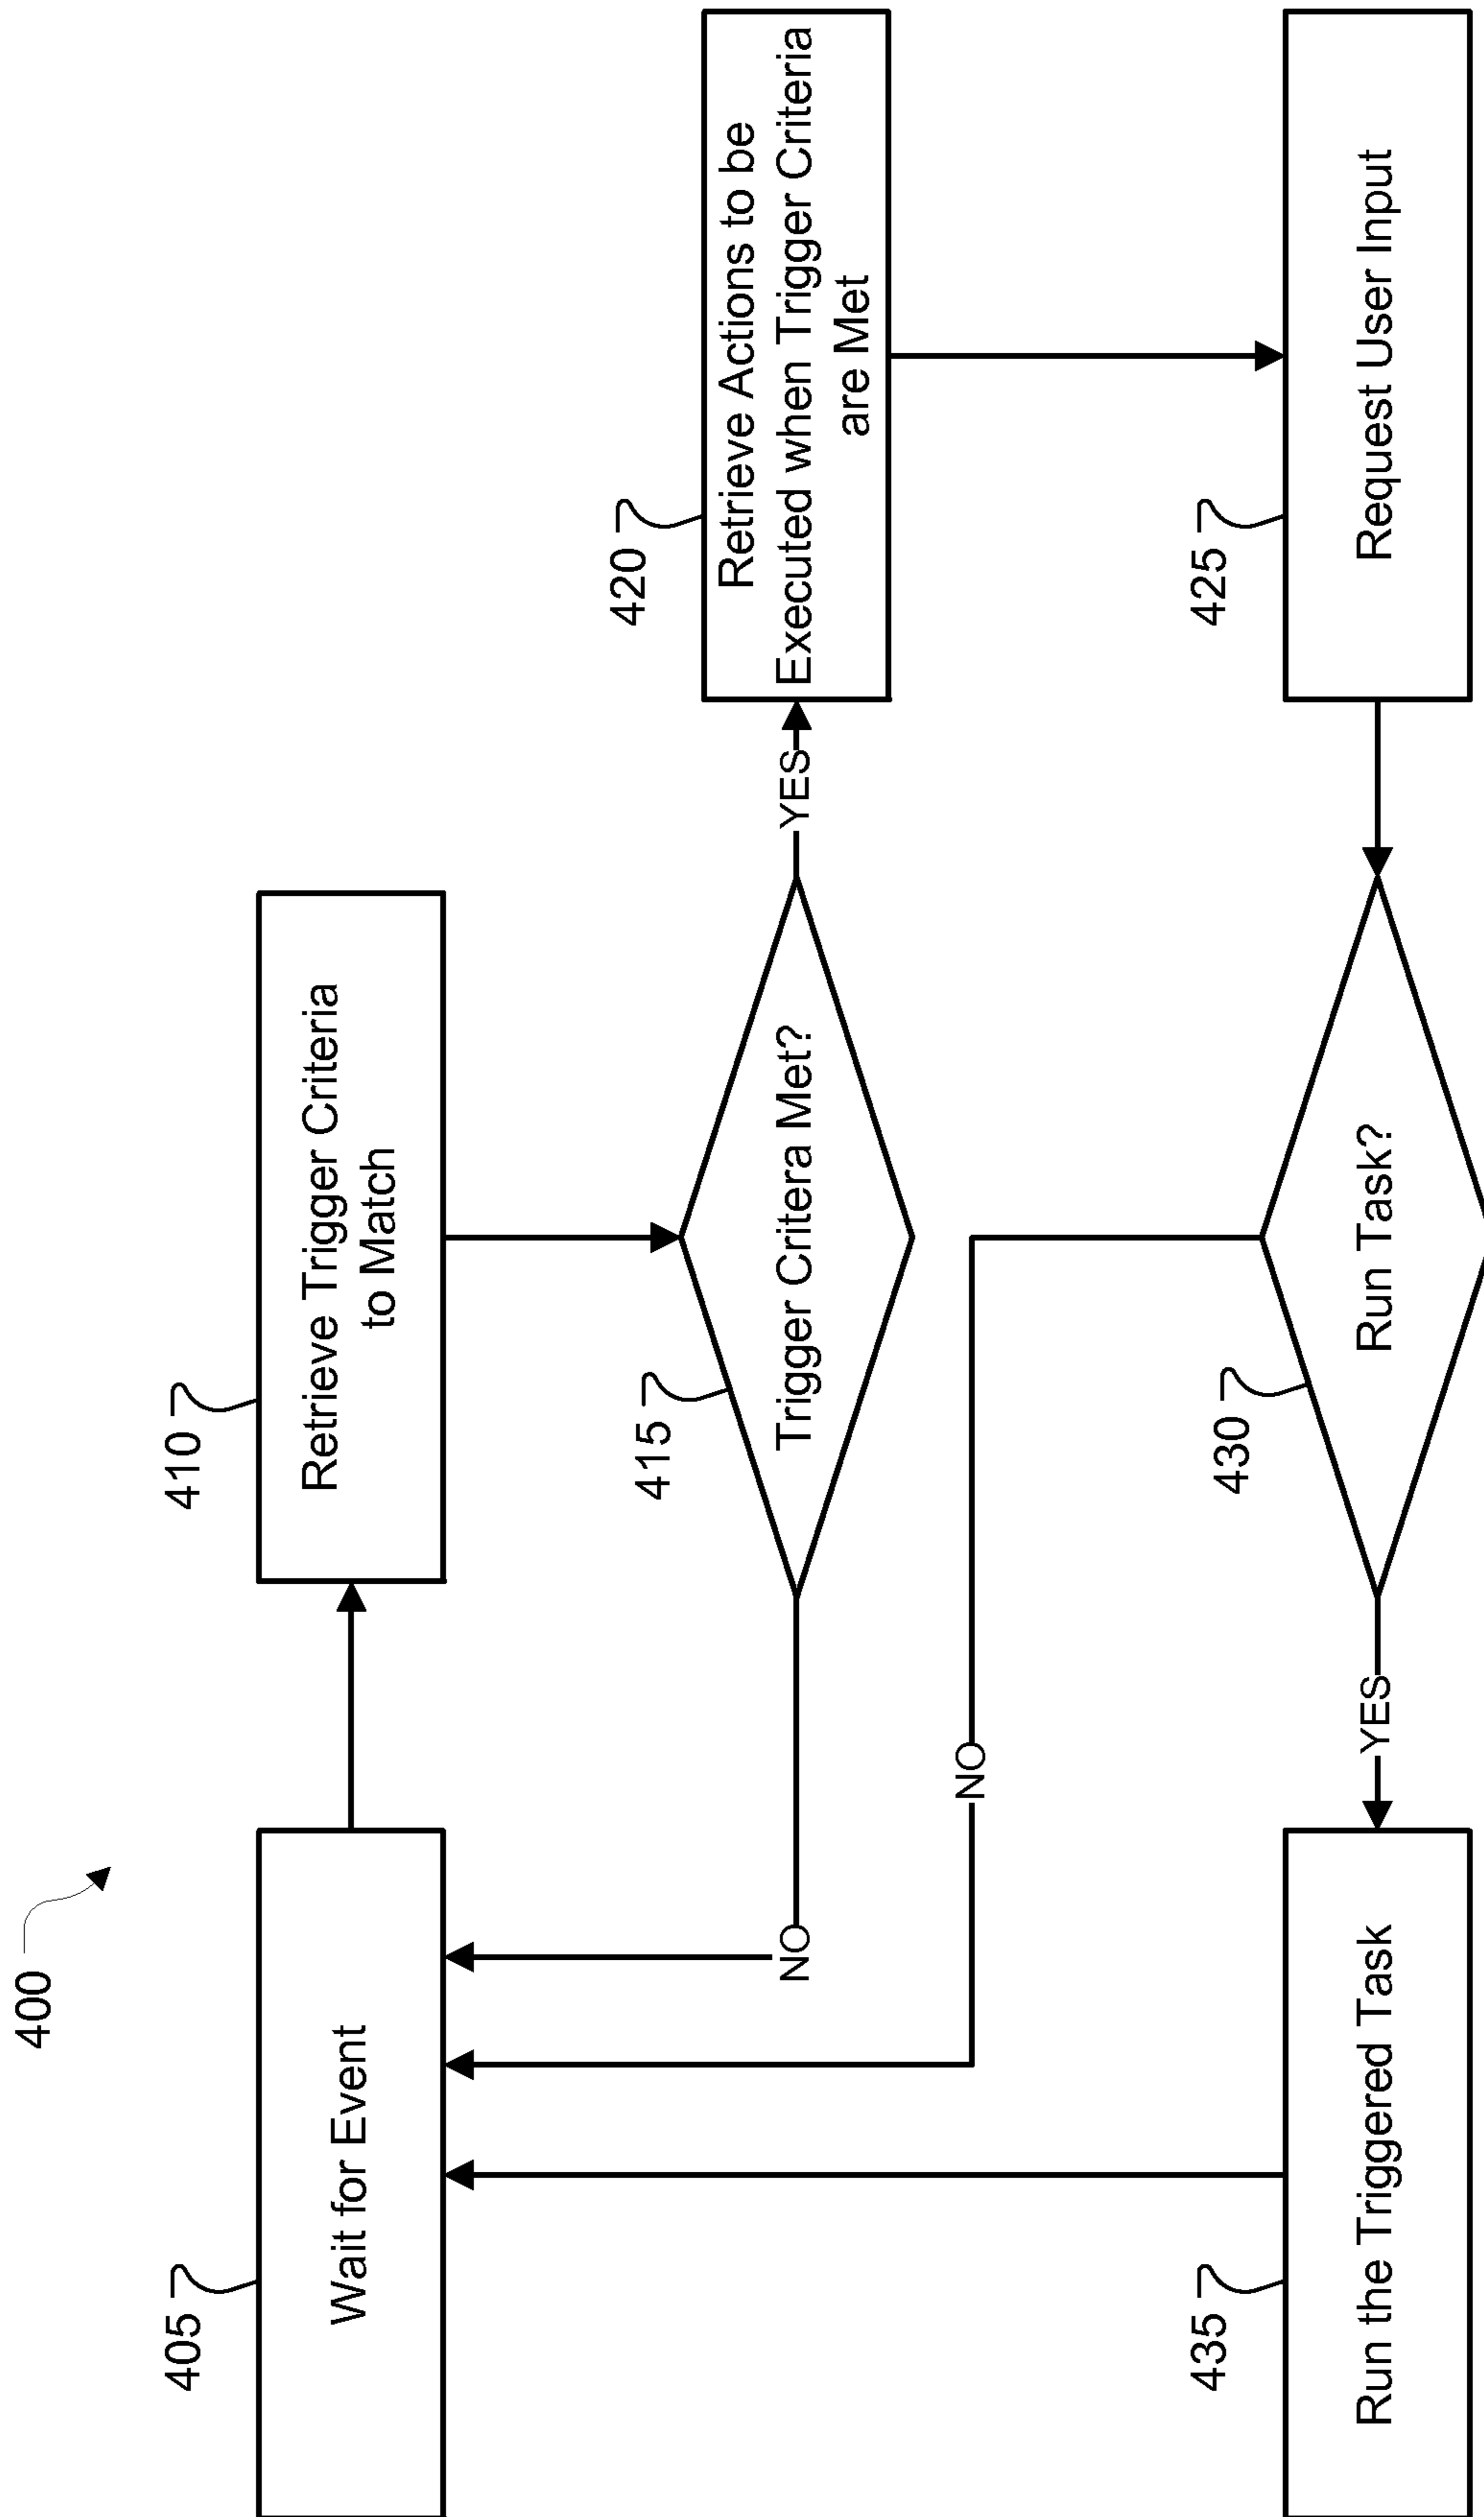 400
405
Wait for Event
410
Retrieve Trigger Criteria
to Match
415
Trigger Critera Met?
NO
YES
420
Retrieve Actions to be
Executed when Trigger Criteria
are Met
NO
435
Run the Triggered Task
YES
430
Run Task?
425
Request User Input